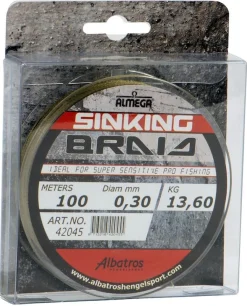 ALMEGA
SINKING
BRAID
IDEAL FOR SUPER SENSITIVE PRO FISHING
METERS Diam mm KG
100 0,30 13,60
ART.NO.
42045
Albatros
www.albatroshengelsport.com